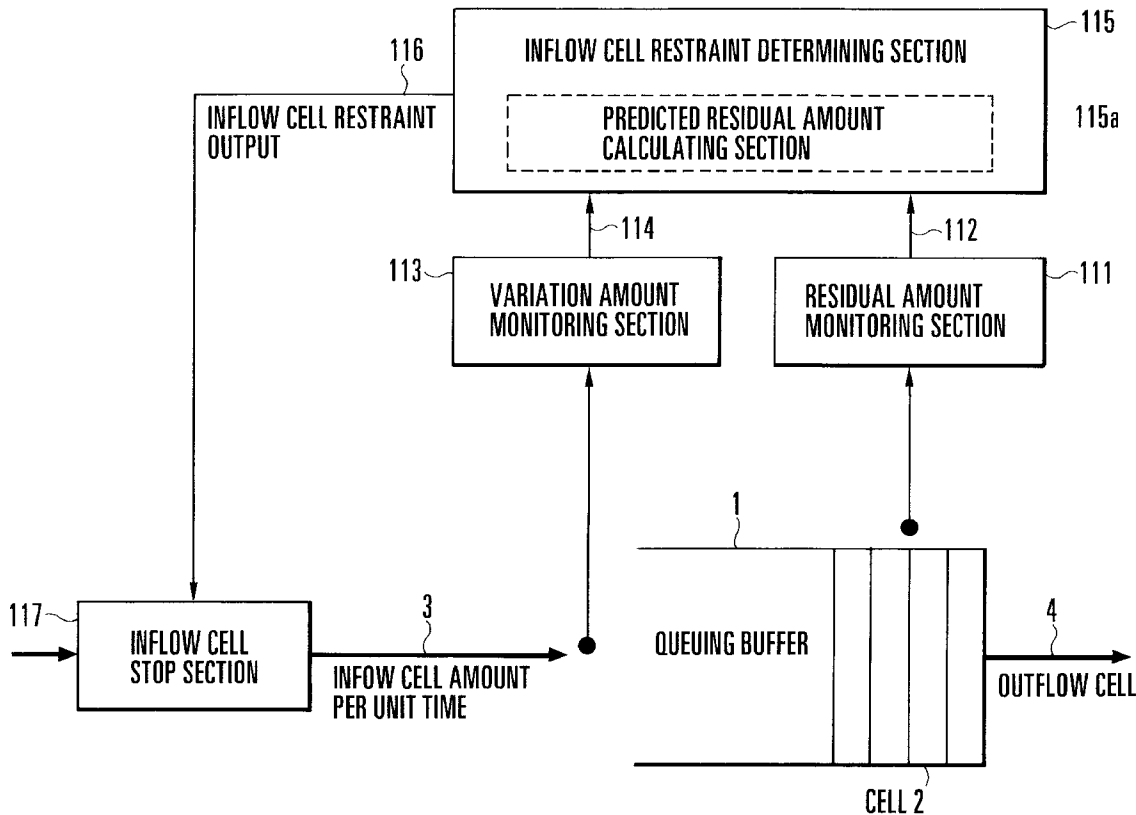 115
INFLOW CELL RESTRAINT DETERMINING SECTION
116
INFLOW CELL RESTRAINT
OUTPUT
PREDICTED RESIDUAL AMOUNT
CALCULATING SECTION
115a
114
112
113
VARIATION AMOUNT
MONITORING SECTION
RESIDUAL AMOUNT
MONITORING SECTION
111
1
117
INFLOW CELL
STOP SECTION
3
INFOW CELL AMOUNT
PER UNIT TIME
QUEUING BUFFER
4
OUTFLOW CELL
CELL 2